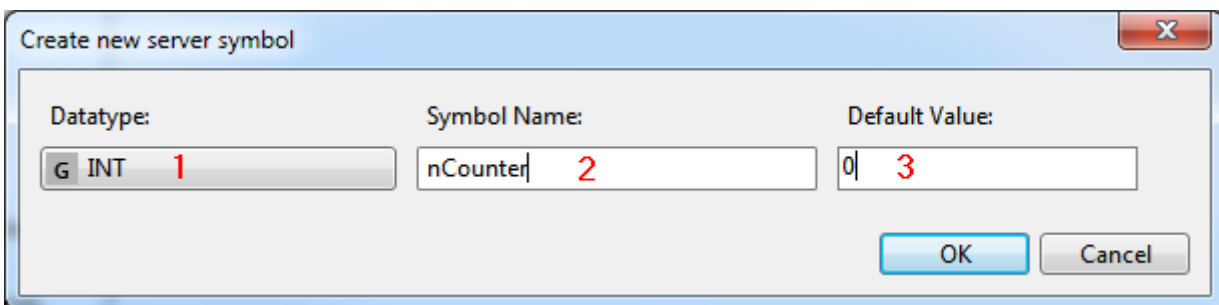 Create new server symbol
Datatype: Symbol Name: Default Value:
G INT 1 nCounter 2 0 3
OK Cancel